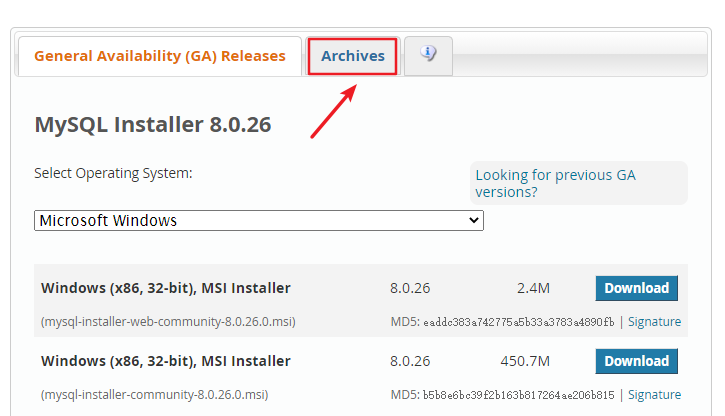 General Availability (GA) Releases
Archives
MySQL Installer 8.0.26
Select Operating System:
Looking for previous GA
versions?
Microsoft Windows
Windows (x86, 32-bit), MSI Installer 8.0.26 2.4M Download
(mysql-installer-web-community-8.0.26.0.msi) MD5: eaddc383a742775a5b33a3783a4890fb | Signature
Windows (x86, 32-bit), MSI Installer 8.0.26 450.7M Download
(mysql-installer-community-8.0.26.0.msi) MD5: b5b8e6bc39f2b163b817264ae206b815 | Signature